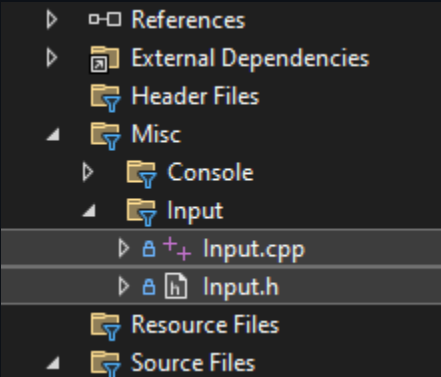 References
External Dependencies
Header Files
Misc
Console
Input
Input.cpp
Input.h
Resource Files
Source Files